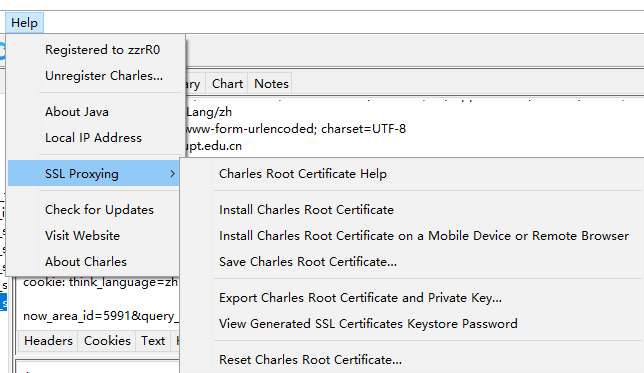 Help
Registered to zzrR0
Unregister Charles...
ary Chart Notes
About Java
Lang/zh
www-form-urlencoded; charset=UTF-8
Local IP Address
upt.edu.cn
SSL Proxying
Charles Root Certificate Help
Check for Updates
Install Charles Root Certificate
Visit Website
Install Charles Root Certificate on a Mobile Device or Remote Browser
About Charles
Save Charles Root Certificate...
cookie: think_language=zh
Export Charles Root Certificate and Private Key...
now_area_id=5991&query_
View Generated SSL Certificates Keystore Password
Headers Cookies Text
Reset Charles Root Certificate...